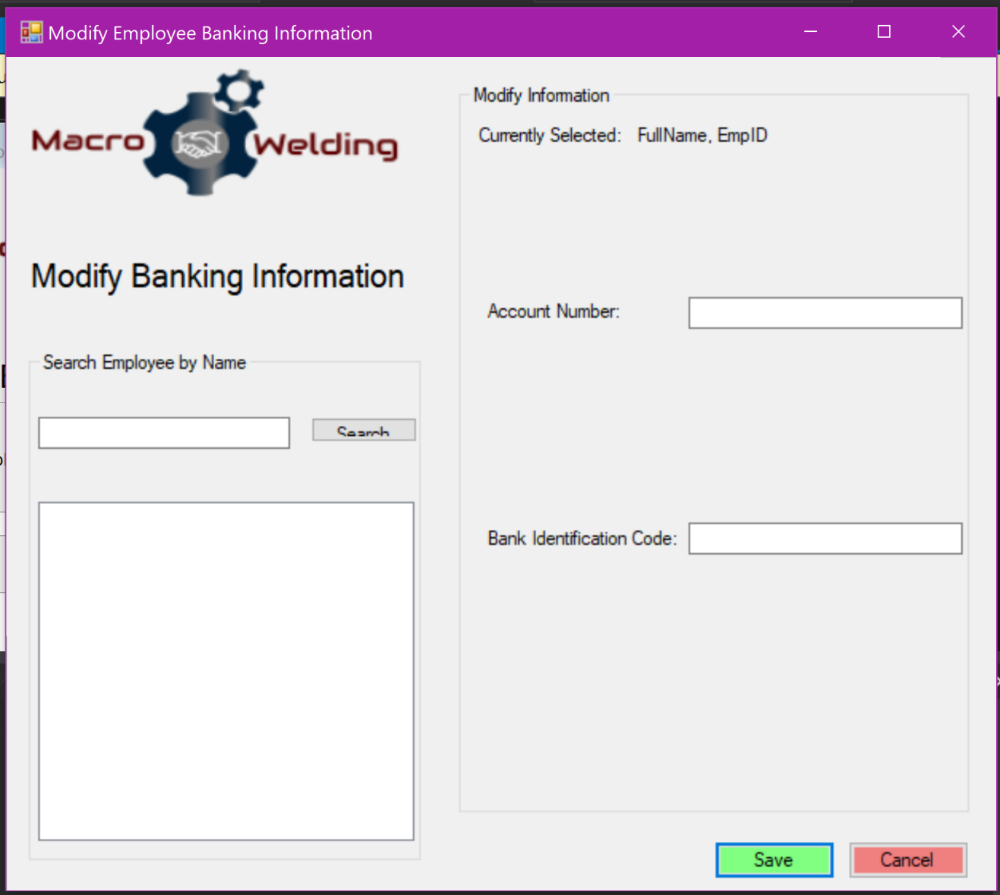 Modify Employee Banking Information
Macro Welding
Modify Banking Information
Search Employee by Name
Search
Modify Information
Currently Selected: FullName, EmpID
Account Number:
Bank Identification Code:
Save
Cancel